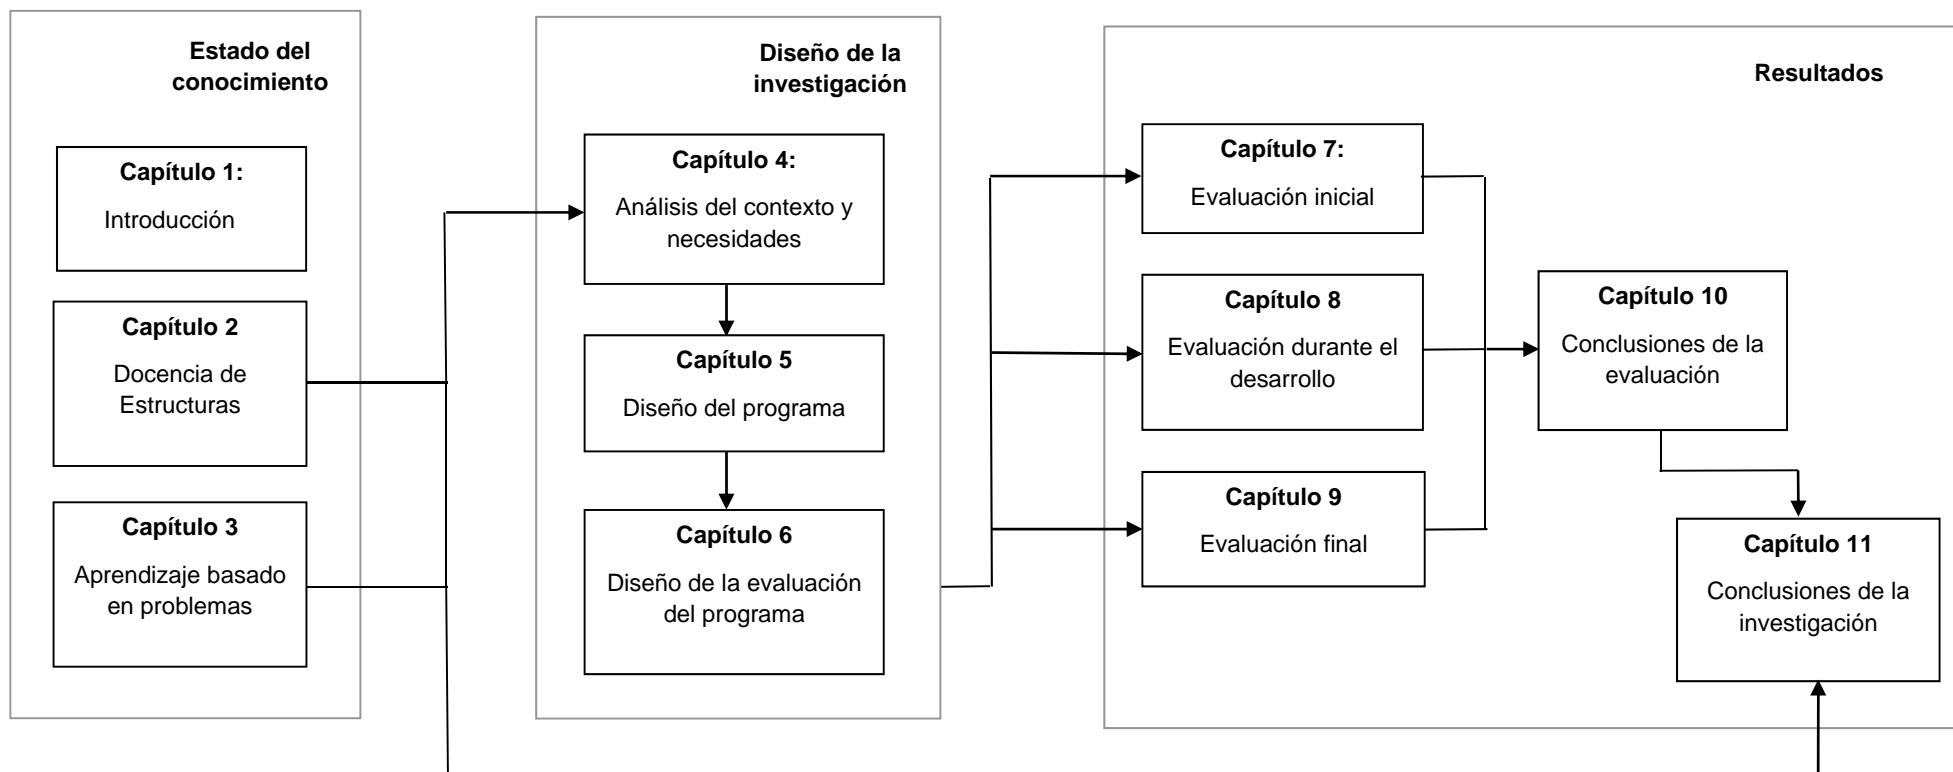 Estado del
conocimiento
Capítulo 1:
Introducción
Capítulo 2
Docencia de
Estructuras
Capítulo 3
Aprendizaje basado
en problemas
Diseño de la
investigación
Capítulo 4:
Análisis del contexto y
necesidades
Capítulo 5
Diseño del programa
Capítulo 6
Diseño de la evaluación
del programa
Resultados
Capítulo 7:
Evaluación inicial
Capítulo 8
Evaluación durante el
desarrollo
Capítulo 9
Evaluación final
Capítulo 10
Conclusiones de la
evaluación
Capítulo 11
Conclusiones de la
investigación